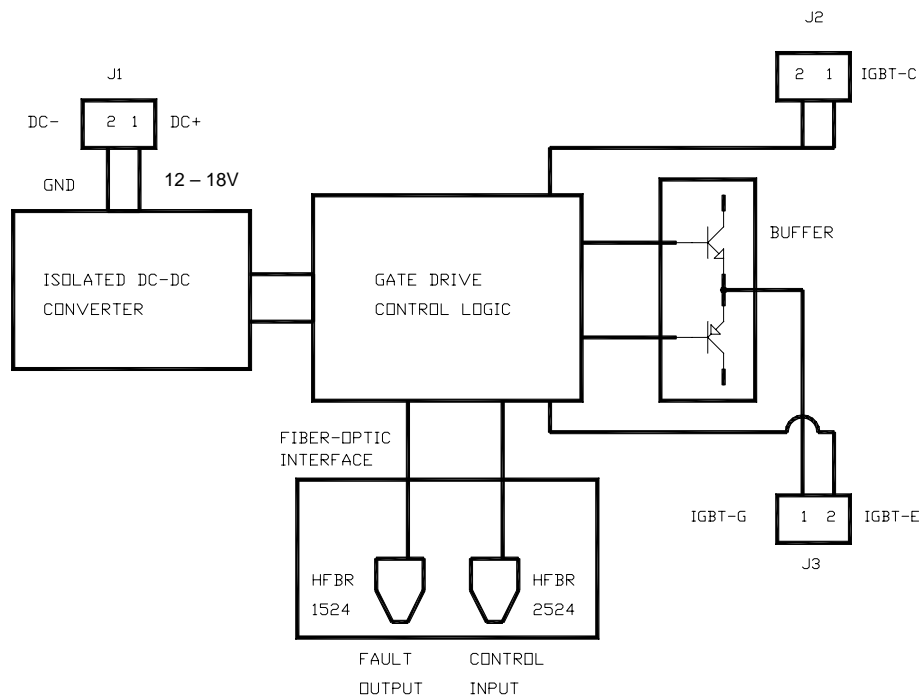 J2
2 1 IGBT-C
J1
DC- 2 1 DC+
GND 12 – 18V
BUFFER
ISOLATED DC-DC
CONVERTER
GATE DRIVE
CONTROL LOGIC
FIBER-OPTIC
INTERFACE
IGBT-G 1 2 IGBT-E
J3
HFBR
1524
HFBR
2524
FAULT
OUTPUT
CONTROL
INPUT